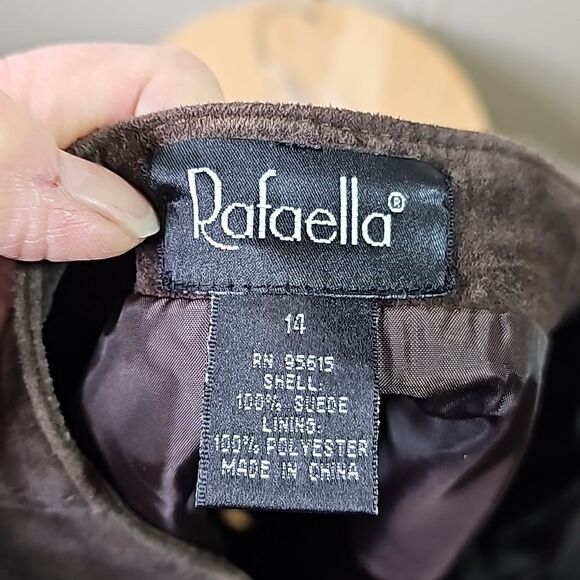 Rafaella®
14
RN 95615
SHELL:
100% SUEDE
LINING:
100% POLYESTER
MADE IN CHINA